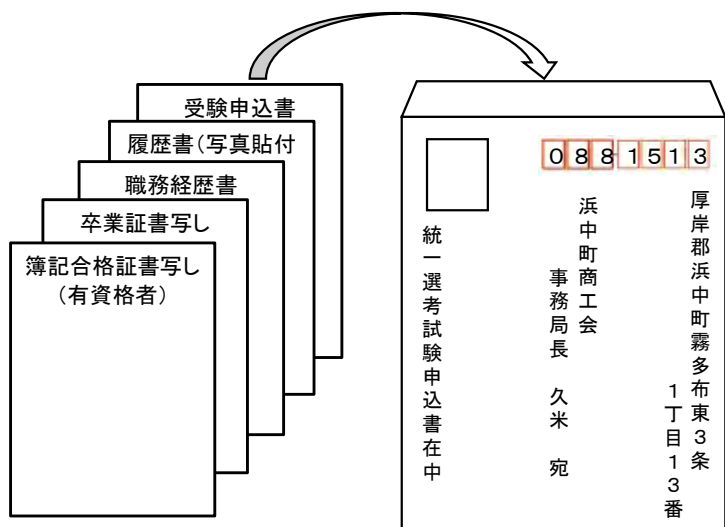 受験申込書
履歴書(写真貼付
職務経歴書
卒業証書写し
簿記合格証書写し
(有資格者)
088-1513
厚岸郡浜中町霧多布東3条
1丁目13番
浜中町商工会
事務局長 久米 宛
統一選考試験申込書在中